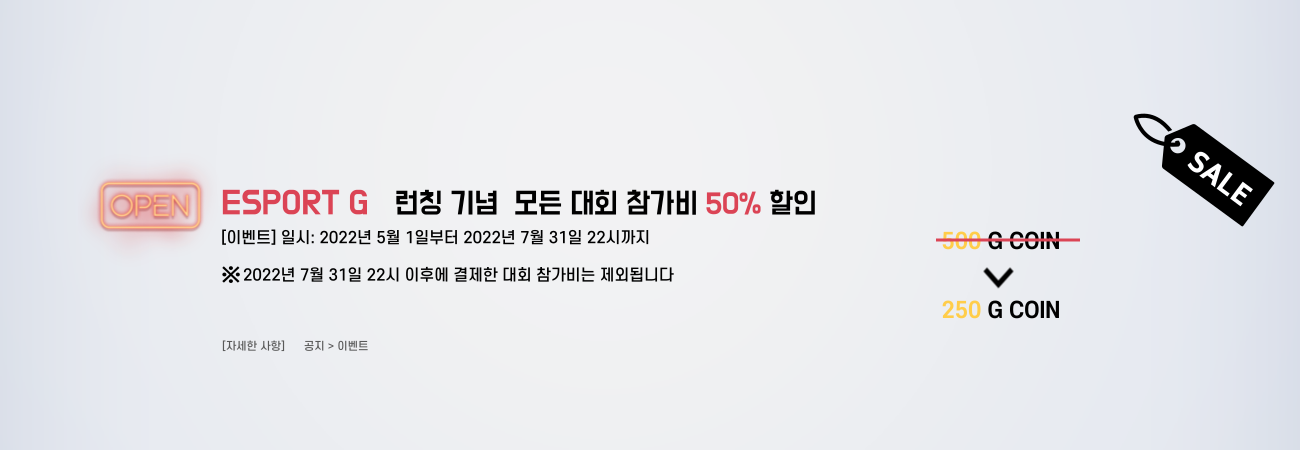 OPEN
ESPORT G 런칭 기념 모든 대회 참가비 50% 할인
[이벤트] 일시: 2022년 5월 1일부터 2022년 7월 31일 22시까지
※2022년 7월 31일 22시 이후에 결제한 대회 참가비는 제외됩니다
[자세한 사항] 공지 > 이벤트
500 G COIN
250 G COIN
SALE